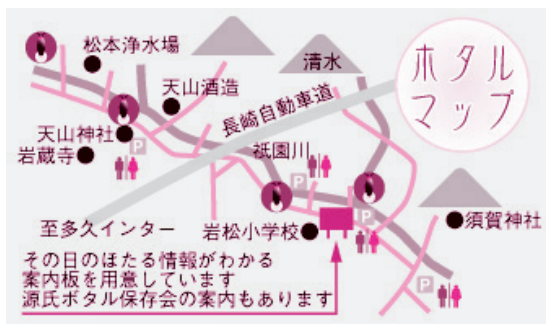 ホタル
マップ
松本浄水場
清水
天山酒造
長崎自動車道
天山神社
P
岩蔵寺
祇園川
P
P
至多久インター
岩松小学校
須賀神社
P
その日のほたる情報がわかる
案内板を用意しています
源氏ボタル保存会の案内もあります